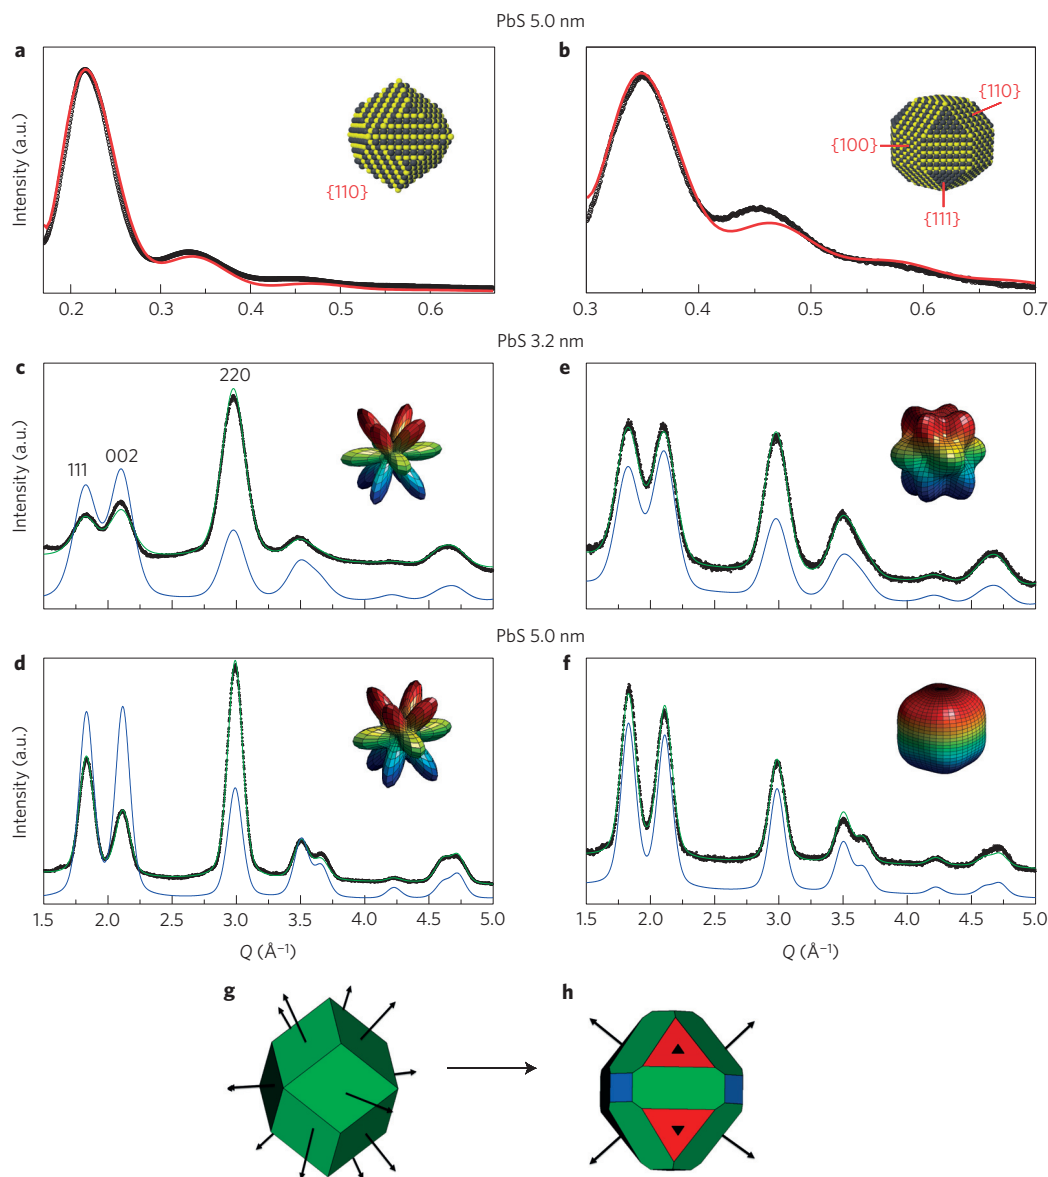 PbS 5.0 nm
a
b
Intensity (a.u.)
{110}
{110}
{100}
{111}
0.2 0.3 0.4 0.5 0.6
0.3 0.4 0.5 0.6 0.7
PbS 3.2 nm
c
e
Intensity (a.u.)
111
002
220
PbS 5.0 nm
d
f
Intensity (a.u.)
1.5 2.0 2.5 3.0 3.5 4.0 4.5 5.0
1.5 2.0 2.5 3.0 3.5 4.0 4.5 5.0
Q (Å⁻¹)
Q (Å⁻¹)
g
h